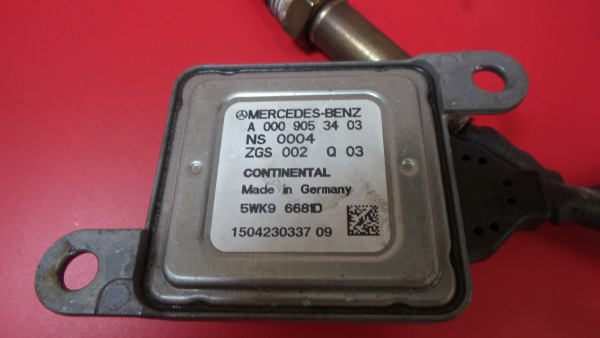 MERCEDES-BENZ
A 000 905 34 03
NS 0004
ZGS 002 Q 03
CONTINENTAL
Made in Germany
5WK9 6681D
1504230337 09